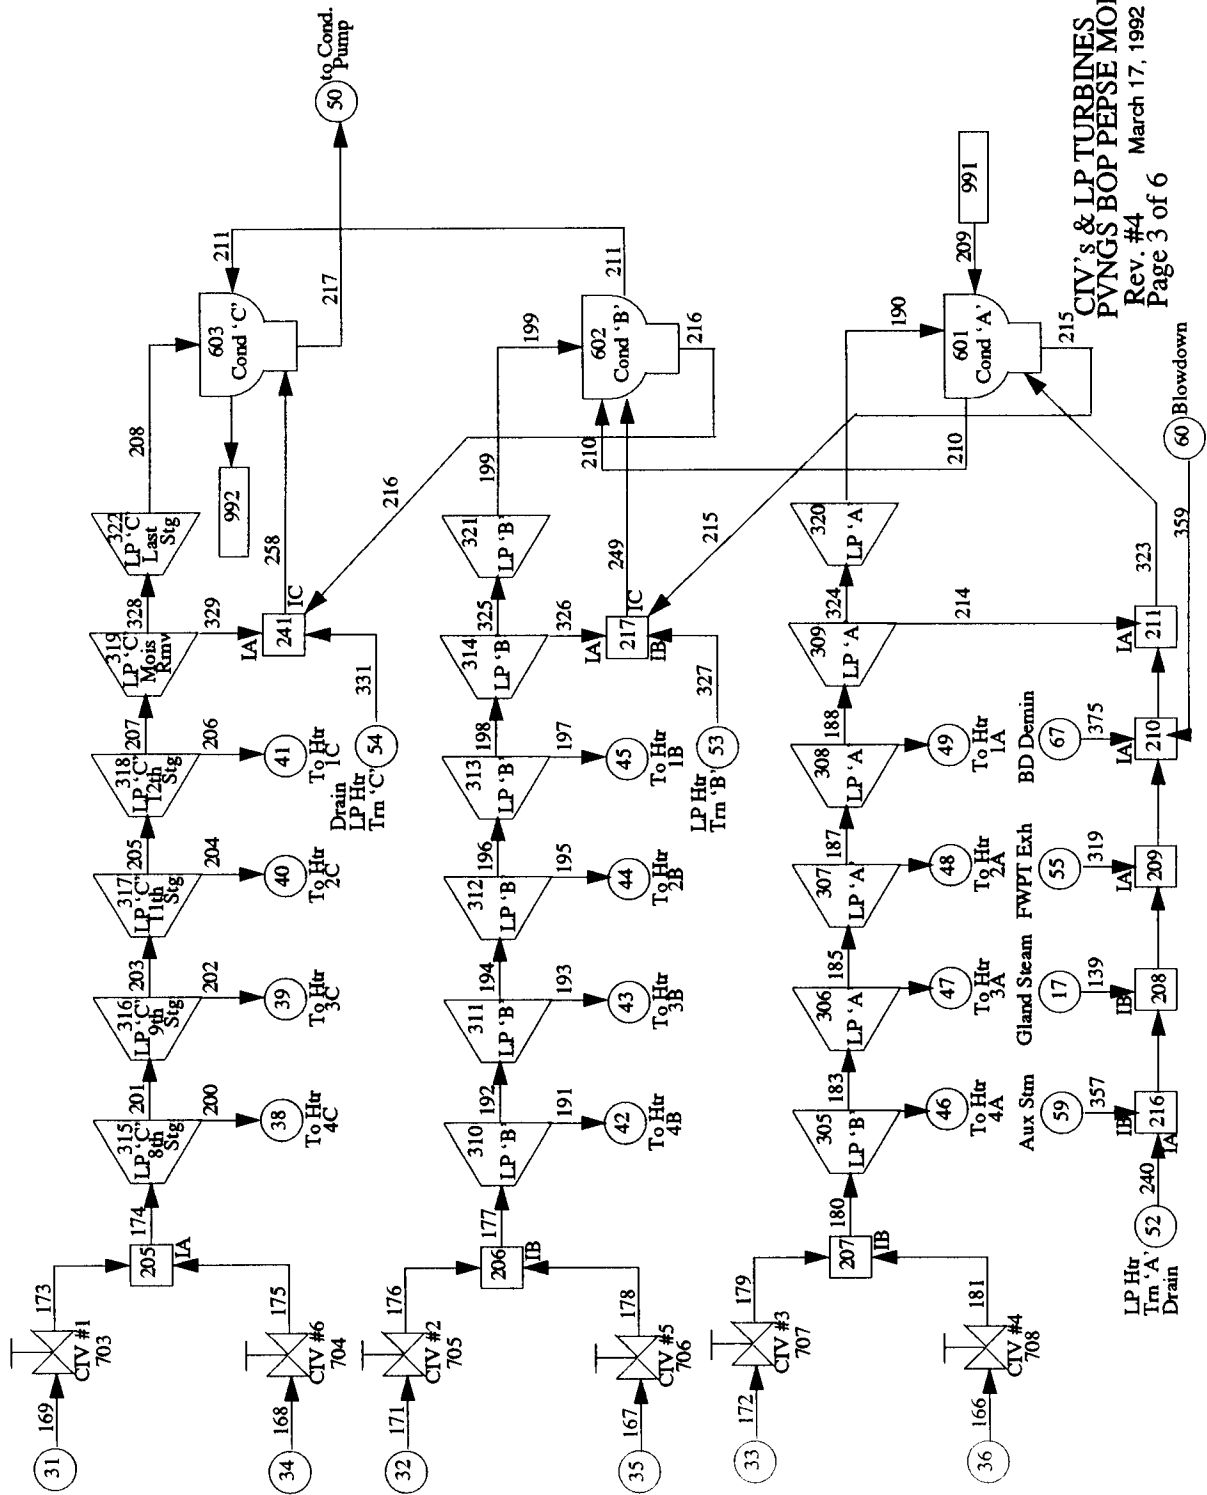 31
169
CIV #1
703
173
34
168
CIV #6
704
175
205
IA
174
315
LP 'C'
8th
Stg
201
200
38
To Htr
4C
316
LP 'C'
9th
Stg
203
202
39
To Htr
3C
317
LP 'C'
11th
Stg
205
204
40
To Htr
2C
318
LP 'C'
12th
Stg
207
206
41
To Htr
1C
319
LP 'C'
Mois
Rmv
328
329
322
LP 'C'
Last
Stg
208
IA
241
IC
331
54
Drain
LP Htr
Trn 'C'
258
992
603
Cond 'C'
211
217
50
to Cond.
Pump
32
171
CIV #2
705
176
35
167
CIV #5
706
178
206
IB
177
310
LP 'B'
192
191
42
To Htr
4B
311
LP 'B'
194
193
43
To Htr
3B
312
LP 'B'
196
195
44
To Htr
2B
313
LP 'B'
198
197
45
To Htr
1B
314
LP 'B'
325
326
321
LP 'B'
199
199
IA
217
IC
IB
327
53
LP Htr
Trn 'B'
249
216
210
602
Cond 'B'
211
216
33
172
CIV #3
707
179
36
166
CIV #4
708
181
207
IB
180
305
LP 'B'
183
46
To Htr
4A
306
LP 'A
185
47
To Htr
3A
307
LP 'A'
187
48
To Htr
2A
308
LP 'A
188
49
To Htr
1A
309
LP 'A
324
214
320
LP 'A'
190
215
210
601
Cond 'A'
209
991
215
LP Htr
Trn 'A'
Drain
52
240
IA
216
IB
357
59
Aux Stm
208
IB
139
17
Gland Steam
209
IA
319
55
FWPT Exh
210
IA
375
67
BD Demin
211
IA
323
359
60
Blowdown
CIV's & LP TURBINES
PVNGS BOP PEPSE MO
Rev. #4 March 17, 1992
Page 3 of 6